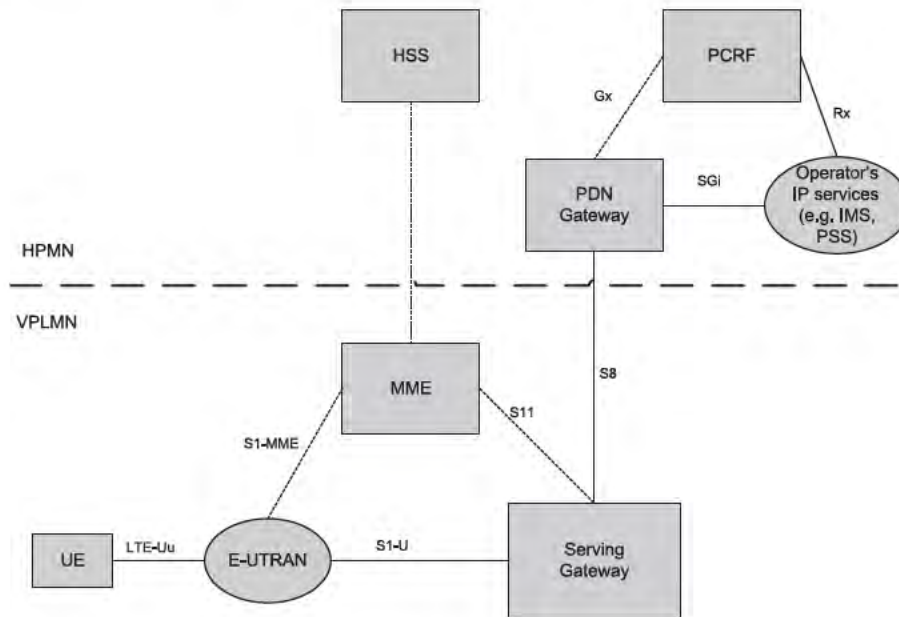 HSS
PCRF
Gx
Rx
PDN
Gateway
SGi
Operator's
IP services
(e.g. IMS,
PSS)
HPMN
VPLMN
MME
S8
S11
S1-MME
UE
LTE-Uu
E-UTRAN
S1-U
Serving
Gateway